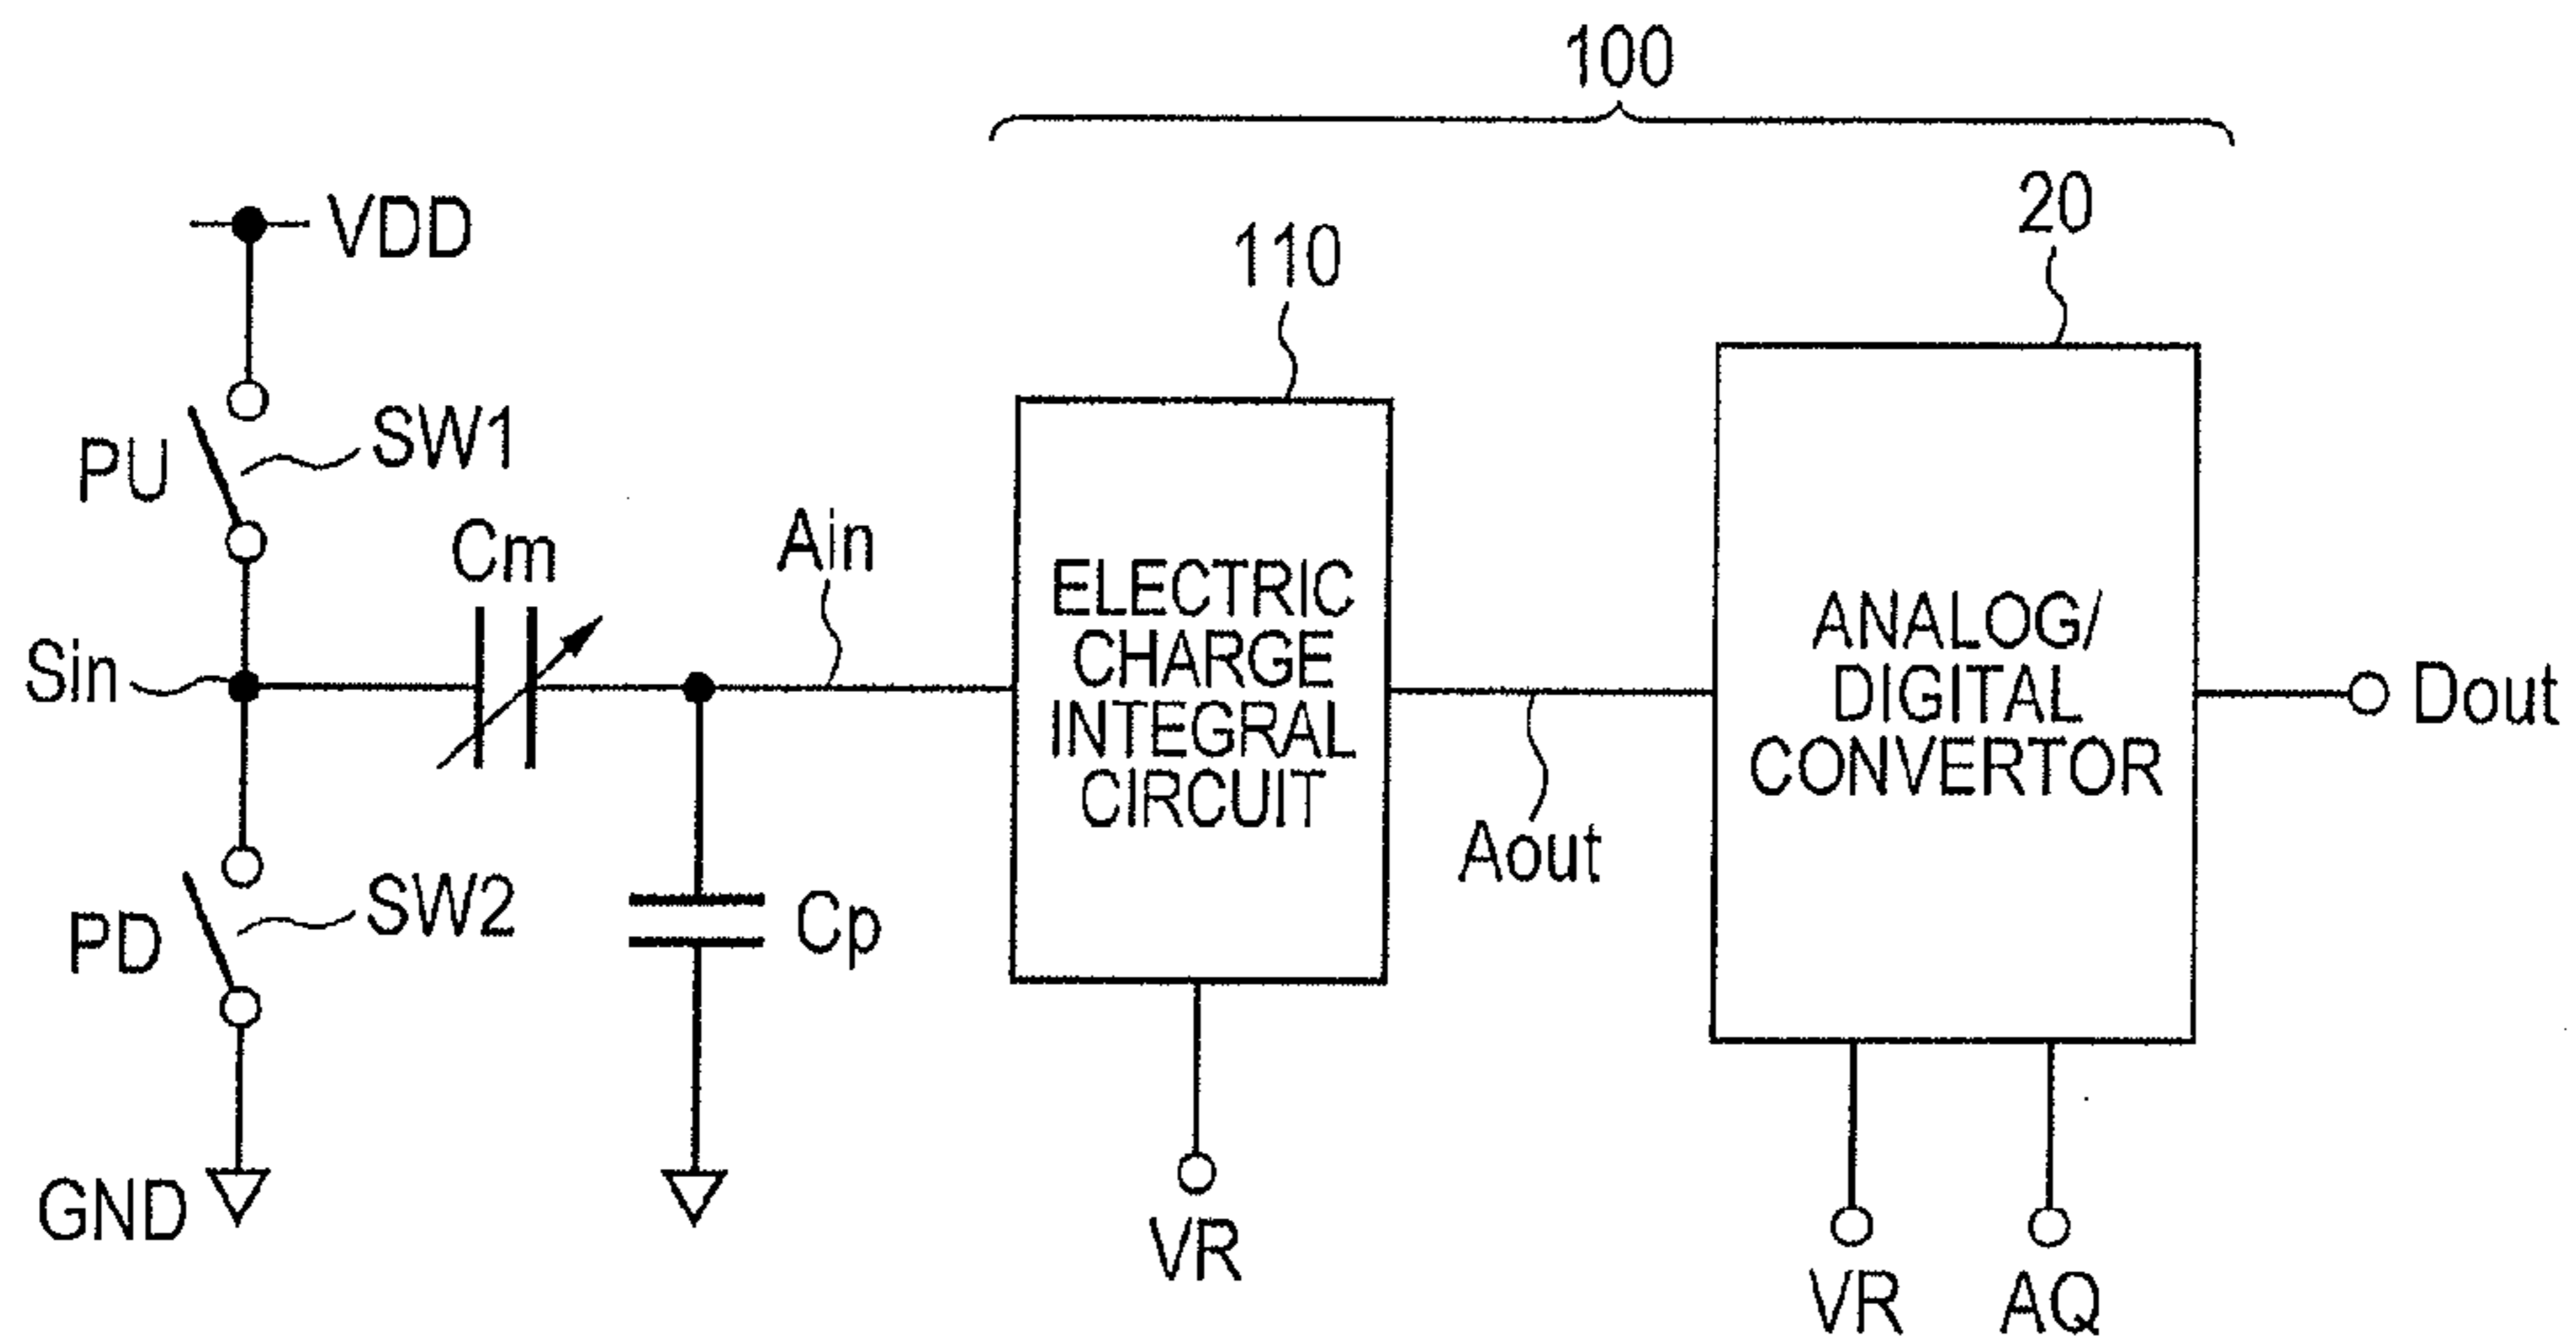 100
VDD
110
20
PU
SW1
Cm
Ain
Sin
ELECTRIC
CHARGE
INTEGRAL
CIRCUIT
ANALOG/
DIGITAL
CONVERTOR
Dout
Aout
PD
SW2
Cp
GND
VR
VR
AQ